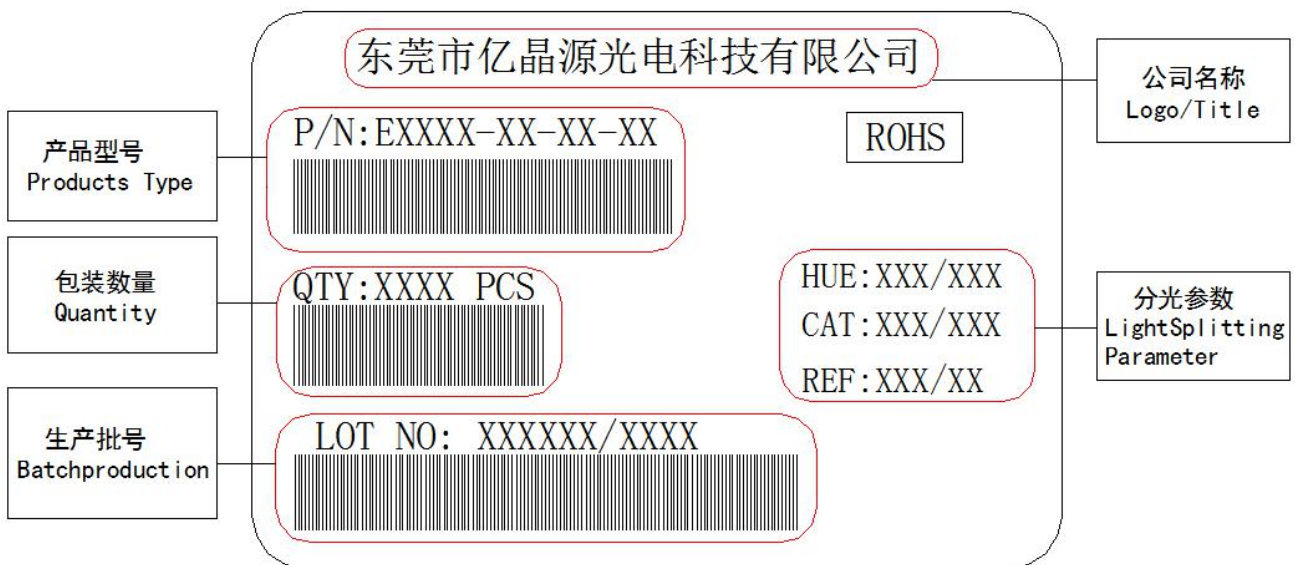 东莞市亿晶源光电科技有限公司
公司名称
Logo/Title
产品型号
Products Type
P/N:EXXXX-XX-XX-XX
ROHS
包装数量
Quantity
QTY:XXXX PCS
HUE:XXX/XXX
CAT:XXX/XXX
REF:XXX/XX
分光参数
LightSplitting
Parameter
生产批号
Batchproduction
LOT NO: XXXXXX/XXXX